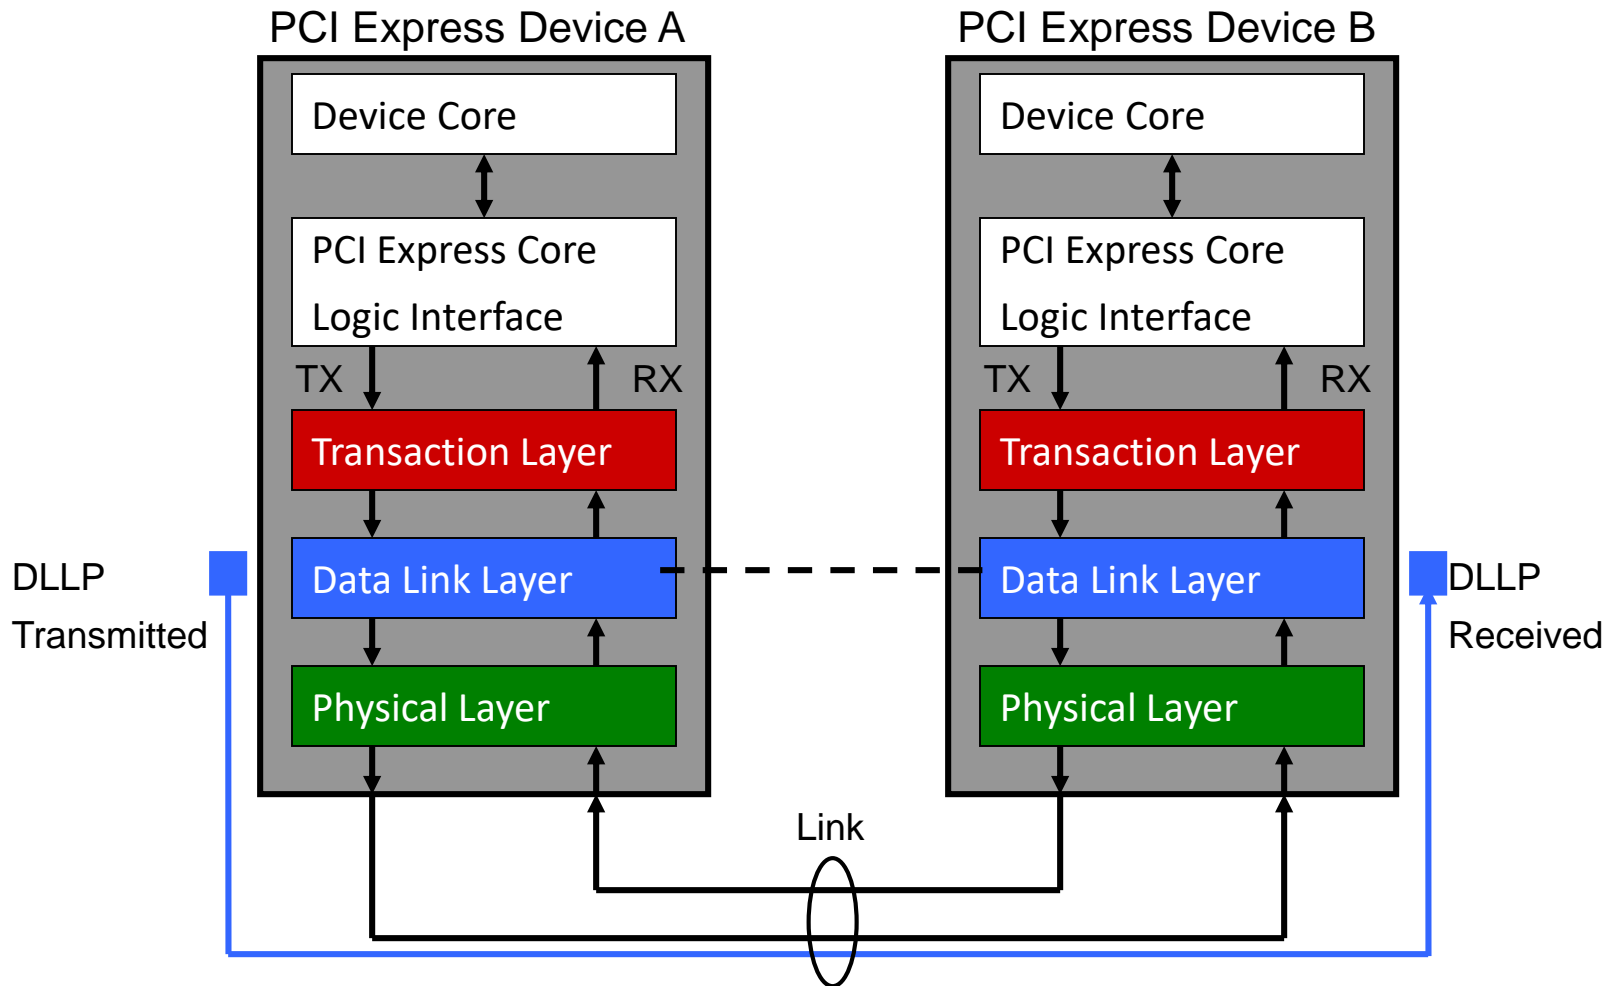 PCI Express Device A
Device Core
PCI Express Core
Logic Interface
TX
RX
Transaction Layer
Data Link Layer
Physical Layer
DLLP
Transmitted
PCI Express Device B
Device Core
PCI Express Core
Logic Interface
TX
RX
Transaction Layer
Data Link Layer
Physical Layer
DLLP
Received
Link